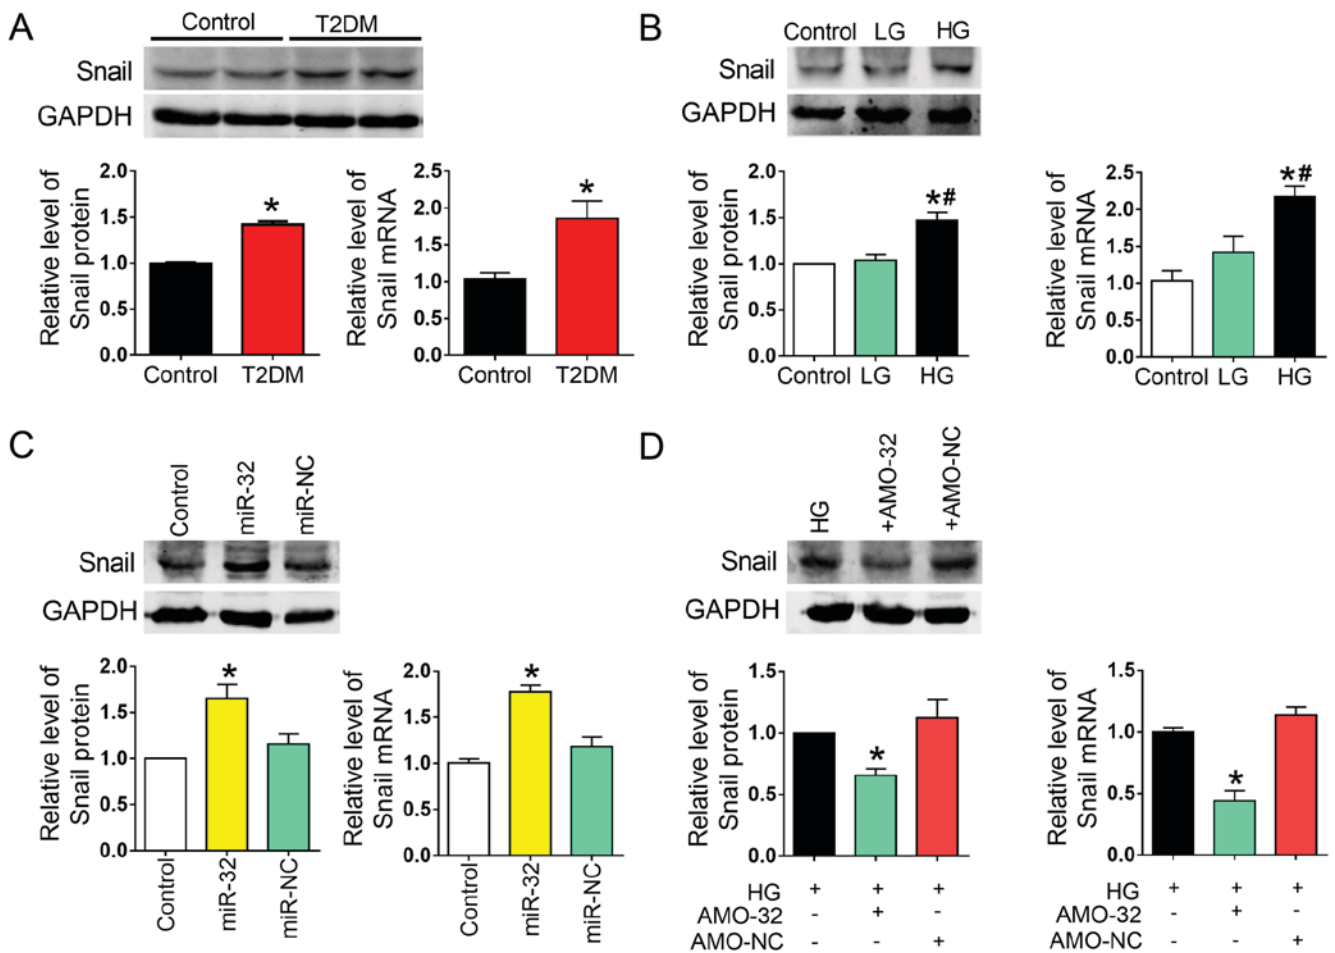 A
Control T2DM
Snail
GAPDH
Relative level of
Snail protein
2.0
1.5
1.0
0.5
0.0
*
Control T2DM
Relative level of
Snail mRNA
2.5
2.0
1.5
1.0
0.5
0.0
*
Control T2DM
B
Control LG HG
Snail
GAPDH
Relative level of
Snail protein
2.0
1.5
1.0
0.5
0.0
*#
Control LG HG
Relative level of
Snail mRNA
2.5
2.0
1.5
1.0
0.5
0.0
*#
Control LG HG
C
Control miR-32 miR-NC
Snail
GAPDH
Relative level of
Snail protein
2.0
1.5
1.0
0.5
0.0
*
Control miR-32 miR-NC
Relative level of
Snail mRNA
2.0
1.5
1.0
0.5
0.0
*
Control miR-32 miR-NC
D
HG +AMO-32 +AMO-NC
Snail
GAPDH
Relative level of
Snail protein
1.5
1.0
0.5
0.0
*
HG + + +
AMO-32 - + -
AMO-NC - - +
Relative level of
Snail mRNA
1.5
1.0
0.5
0.0
*
HG + + +
AMO-32 - + -
AMO-NC - - +